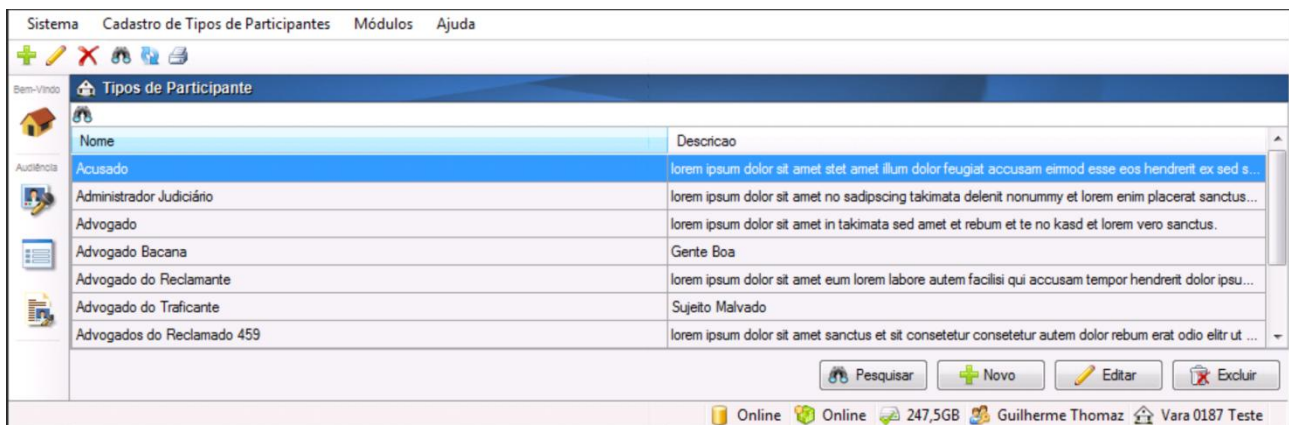 Sistema Cadastro de Tipos de Participantes Módulos Ajuda
Bem-Vindo
Tipos de Participante
Nome Descricao
Audiência
Acusado lorem ipsum dolor sit amet stet amet illum dolor feugiat accusam eirmod esse eos hendrerit ex sed s...
Administrador Judiciário lorem ipsum dolor sit amet no sadipscing takimata delenit nonummy et lorem enim placerat sanctus...
Advogado lorem ipsum dolor sit amet in takimata sed amet et rebum et te no kasd et lorem vero sanctus.
Advogado Bacana Gente Boa
Advogado do Reclamante lorem ipsum dolor sit amet eum lorem labore autem facilisi qui accusam tempor hendrerit dolor ipsu...
Advogado do Traficante Sujeito Malvado
Advogados do Reclamado 459 lorem ipsum dolor sit amet sanctus et sit consetetur consetetur autem dolor rebum erat odio elitr ut ...
Pesquisar Novo Editar Excluir
Online Online 247,5GB Guilherme Thomaz Vara 0187 Teste